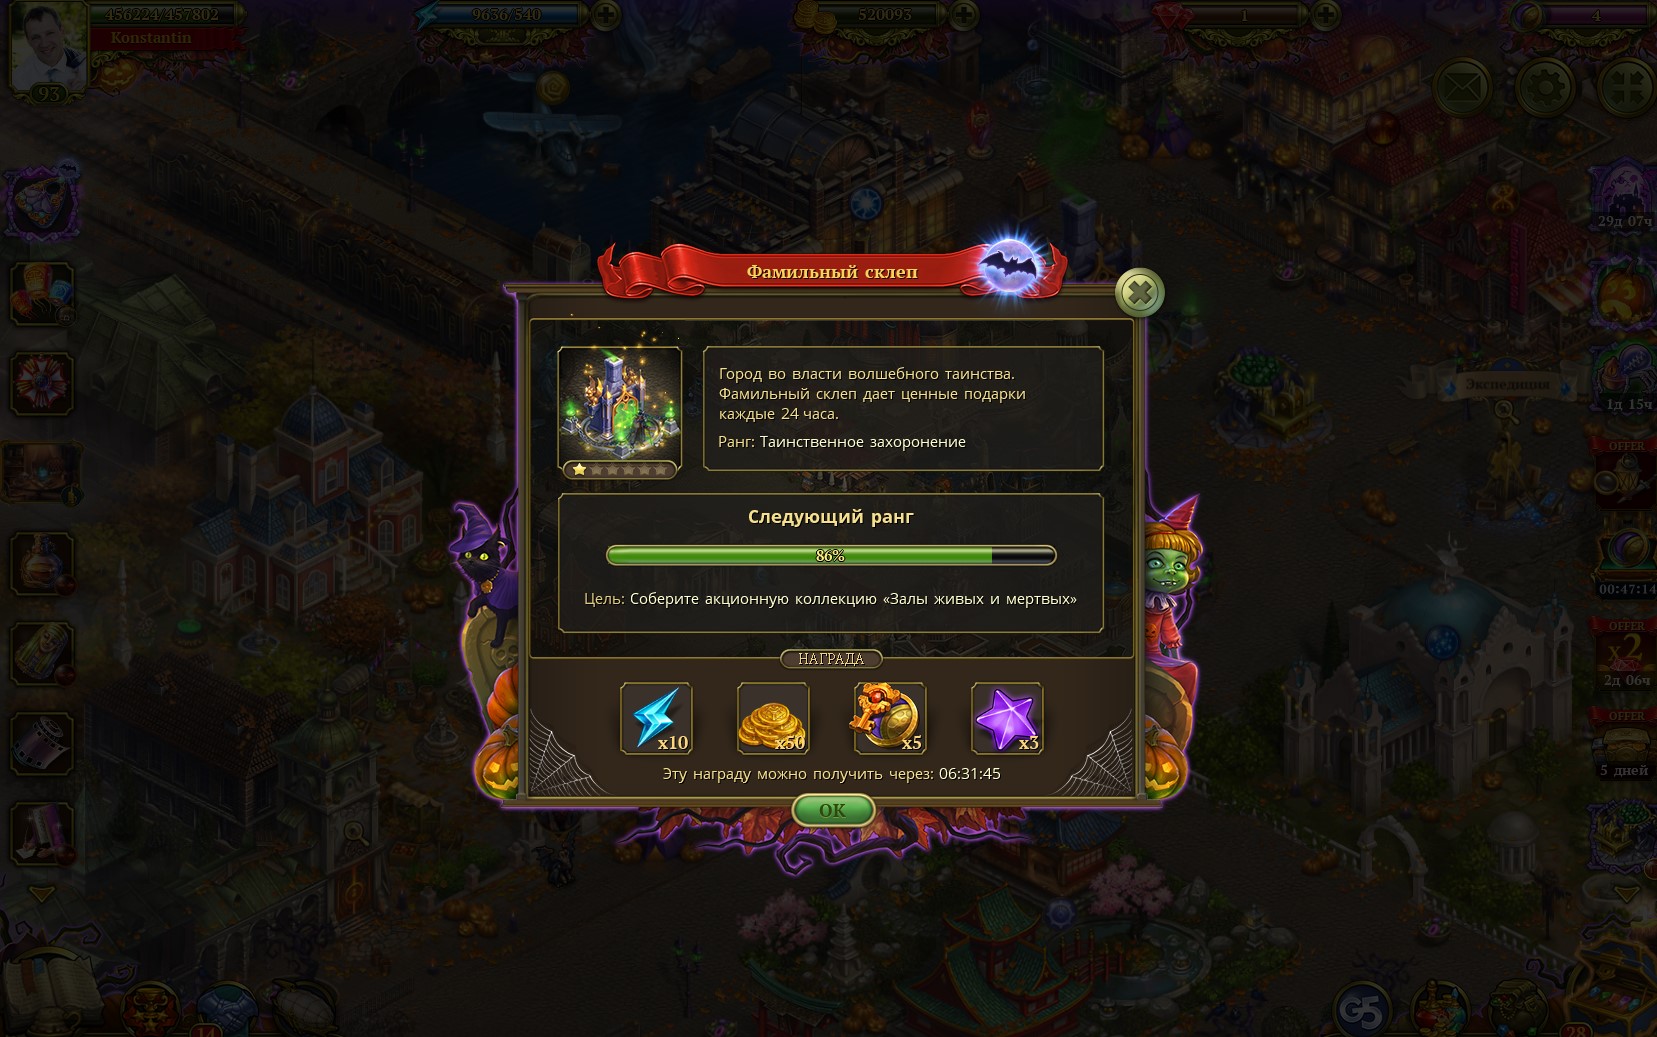 456224/457802
9636/540
520093
1
4
Konstantin
93
29д 07ч
Фамильный склеп
Город во власти волшебного таинства.
Фамильный склеп дает ценные подарки
каждые 24 часа.
Ранг: Таинственное захоронение
Экспедиция
1д 15ч
OFFER
Следующий ранг
86%
Цель: Соберите акционную коллекцию «Залы живых и мертвых»
00:47:14
OFFER
x2
2д 06ч
НАГРАДА
OFFER
x10
x50
x5
x3
5 дней
Эту награду можно получить через: 06:31:45
OK
G5
14
28